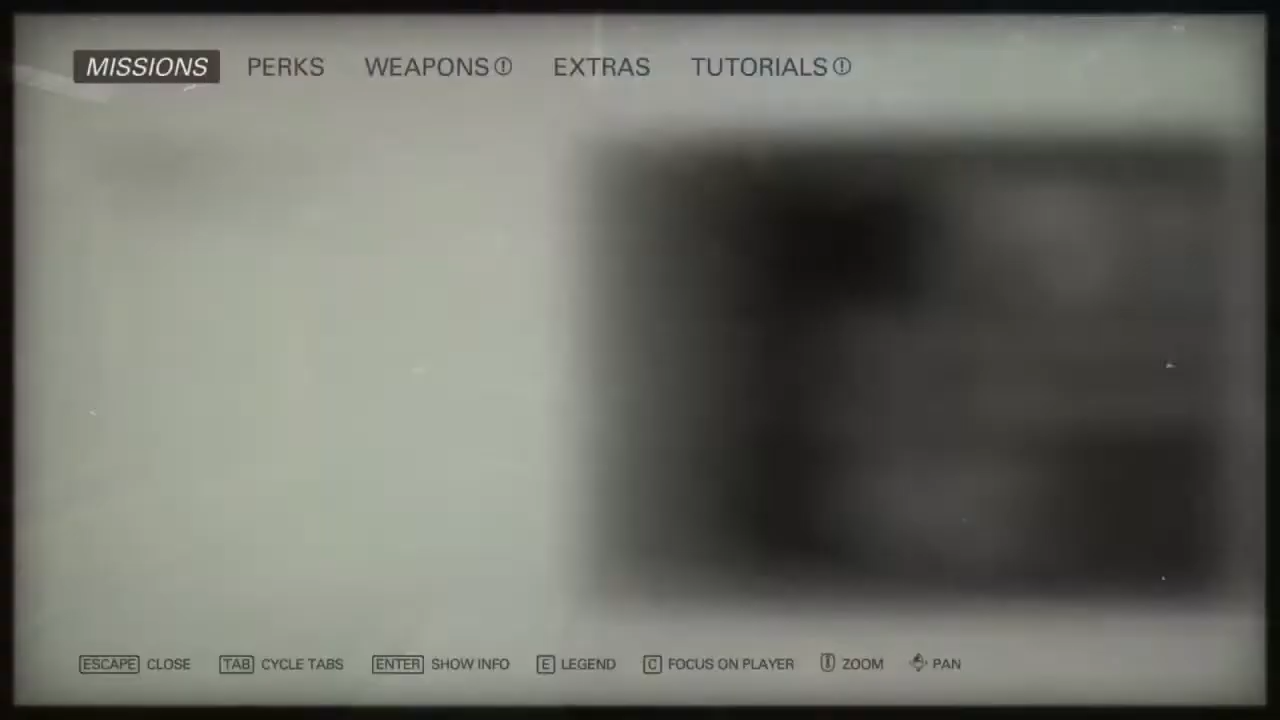 MISSIONS PERKS WEAPONS EXTRAS TUTORIALS
ESCAPE CLOSE TAB CYCLE TABS ENTER SHOW INFO E LEGEND C FOCUS ON PLAYER ZOOM PAN